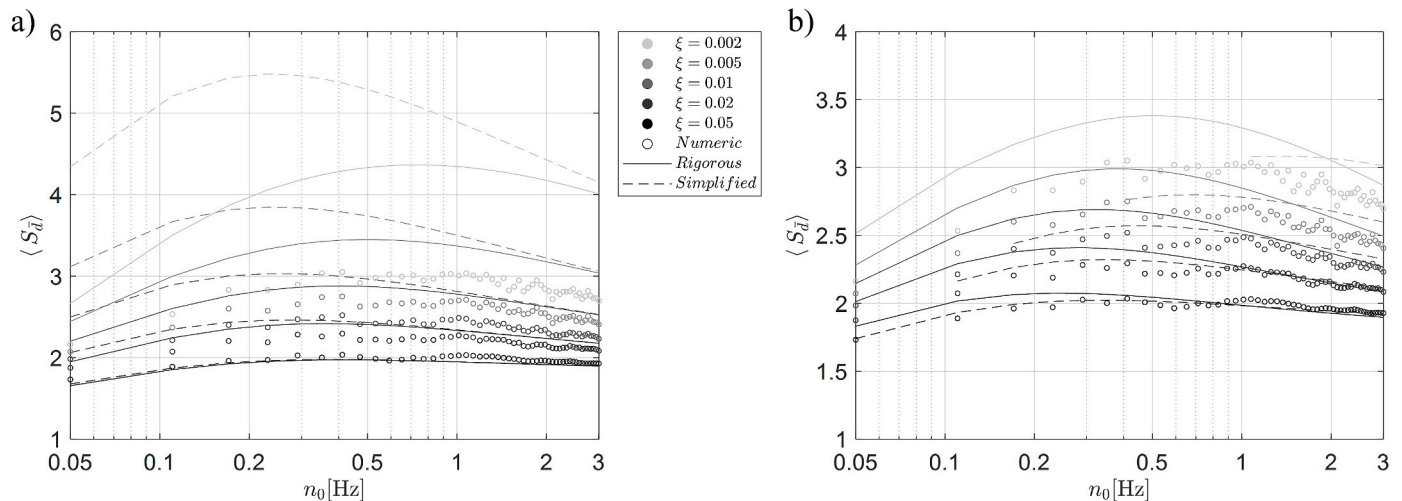 a)
6
5
4
3
2
1
⟨ S_d̄ ⟩
0.05 0.1 0.2 0.5 1 2 3
n₀[Hz]
ξ = 0.002
ξ = 0.005
ξ = 0.01
ξ = 0.02
ξ = 0.05
Numeric
Rigorous
Simplified
b)
4
3.5
3
2.5
2
1.5
1
⟨ S_d̄ ⟩
0.05 0.1 0.2 0.5 1 2 3
n₀[Hz]